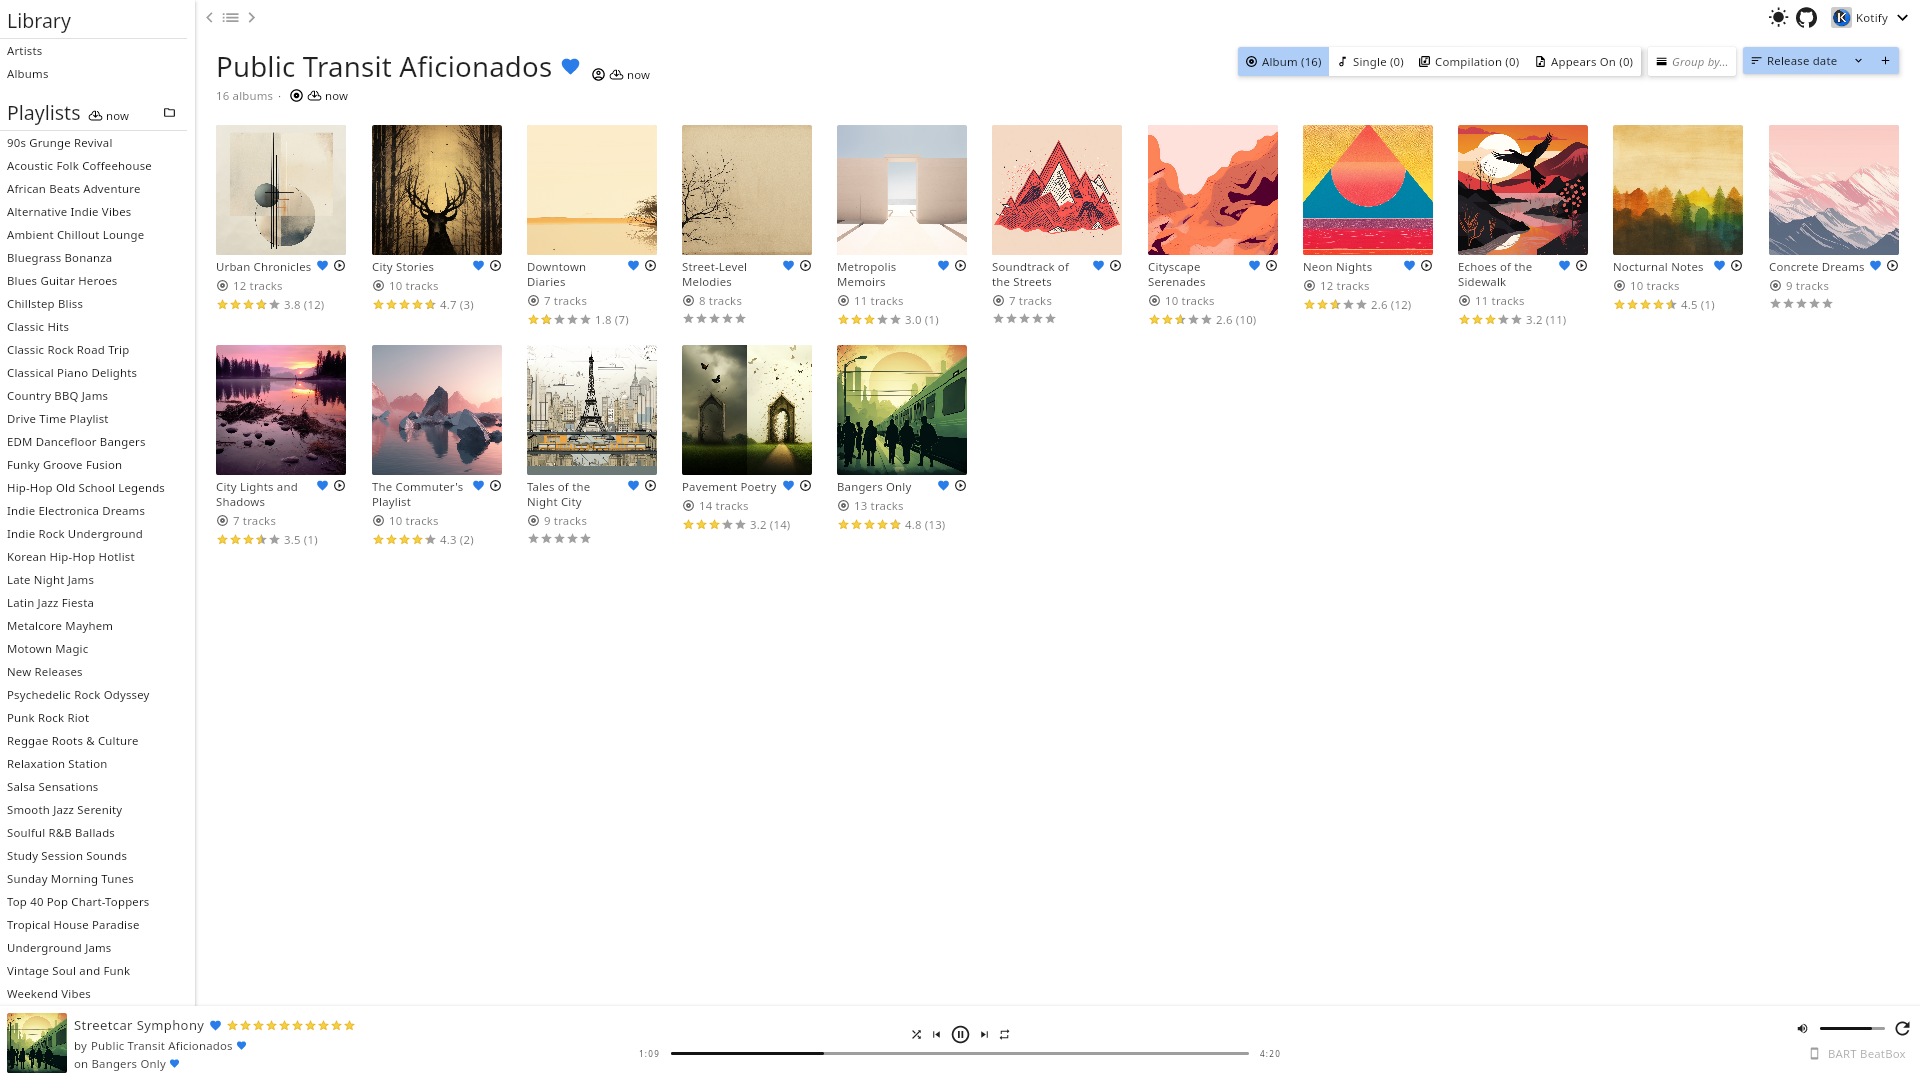 Library
Artists
Albums
Playlists now
90s Grunge Revival
Acoustic Folk Coffeehouse
African Beats Adventure
Alternative Indie Vibes
Ambient Chillout Lounge
Bluegrass Bonanza
Blues Guitar Heroes
Chillstep Bliss
Classic Hits
Classic Rock Road Trip
Classical Piano Delights
Country BBQ Jams
Drive Time Playlist
EDM Dancefloor Bangers
Funky Groove Fusion
Hip-Hop Old School Legends
Indie Electronica Dreams
Indie Rock Underground
Korean Hip-Hop Hotlist
Late Night Jams
Latin Jazz Fiesta
Metalcore Mayhem
Motown Magic
New Releases
Psychedelic Rock Odyssey
Punk Rock Riot
Reggae Roots & Culture
Relaxation Station
Salsa Sensations
Smooth Jazz Serenity
Soulful R&B Ballads
Study Session Sounds
Sunday Morning Tunes
Top 40 Pop Chart-Toppers
Tropical House Paradise
Underground Jams
Vintage Soul and Funk
Weekend Vibes
K Kotify
Public Transit Aficionados now
16 albums · now
Album (16) Single (0) Compilation (0) Appears On (0) Group by... Release date
Urban Chronicles
12 tracks
3.8 (12)
City Stories
10 tracks
4.7 (3)
Downtown
Diaries
7 tracks
1.8 (7)
Street-Level
Melodies
8 tracks
Metropolis
Memoirs
11 tracks
3.0 (1)
Soundtrack of
the Streets
7 tracks
Cityscape
Serenades
10 tracks
2.6 (10)
Neon Nights
12 tracks
2.6 (12)
Echoes of the
Sidewalk
11 tracks
3.2 (11)
Nocturnal Notes
10 tracks
4.5 (1)
Concrete Dreams
9 tracks
City Lights and
Shadows
7 tracks
3.5 (1)
The Commuter's
Playlist
10 tracks
4.3 (2)
Tales of the
Night City
9 tracks
Pavement Poetry
14 tracks
3.2 (14)
Bangers Only
13 tracks
4.8 (13)
Streetcar Symphony
by Public Transit Aficionados
on Bangers Only
1:09 4:20
BART BeatBox